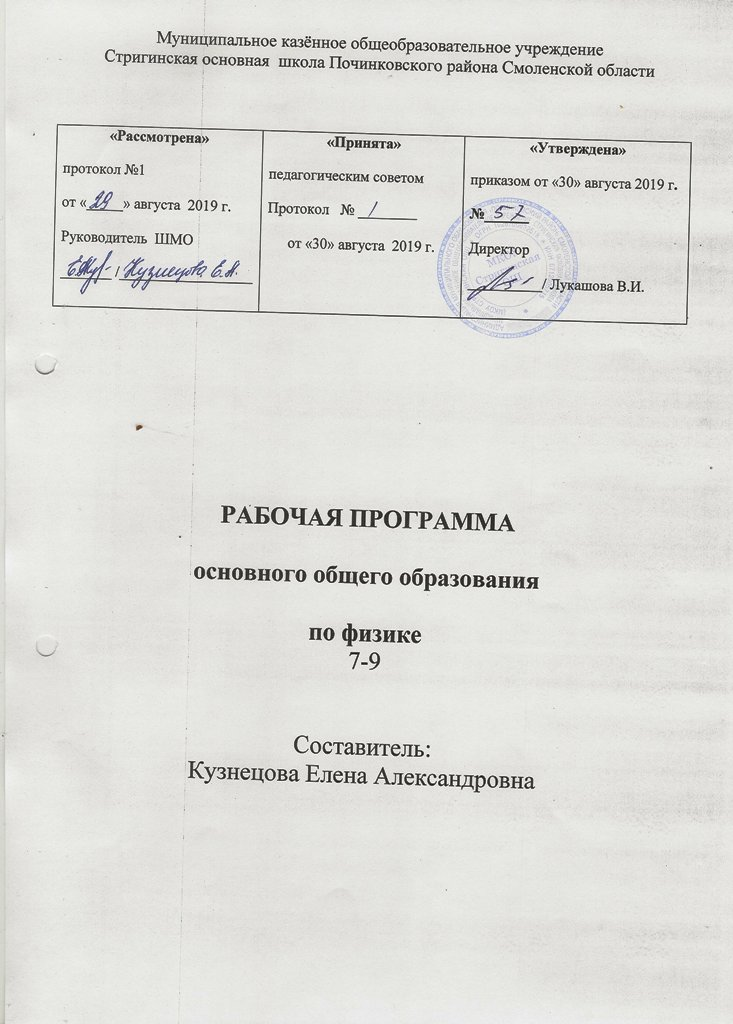 Муниципальное казённое общеобразовательное учреждение
Стригинская основная школа Починковского района Смоленской области
«Рассмотрена»
протокол №1
от «29» августа 2019 г.
Руководитель ШМО
/ Кузнецова Е.А.
«Принята»
педагогическим советом
Протокол № 1
от «30» августа 2019 г.
«Утверждена»
приказом от «30» августа 2019 г.
№ 57
Директор
/ Лукашова В.И.
РАБОЧАЯ ПРОГРАММА
основного общего образования
по физике
7-9
Составитель:
Кузнецова Елена Александровна